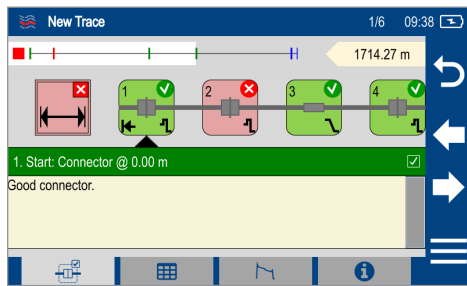 New Trace 1/6 09:38
1714.27 m
1 2 3 4
1. Start: Connector @ 0.00 m
Good connector.